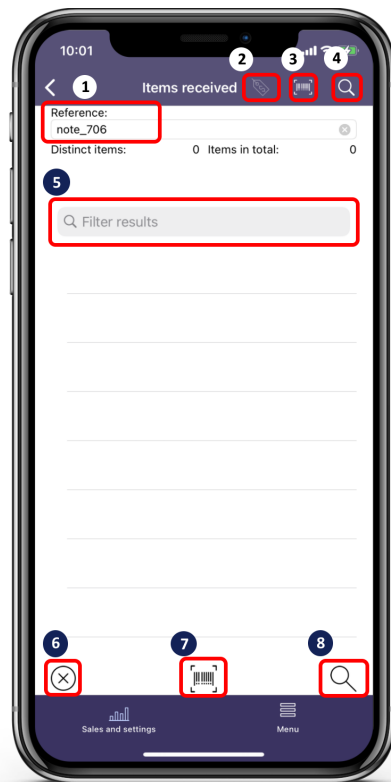 10:01
2
3
4
1
Items received
Reference:
note_706
Distinct items: 0 Items in total: 0
5
Filter results
6
7
8
Sales and settings
Menu